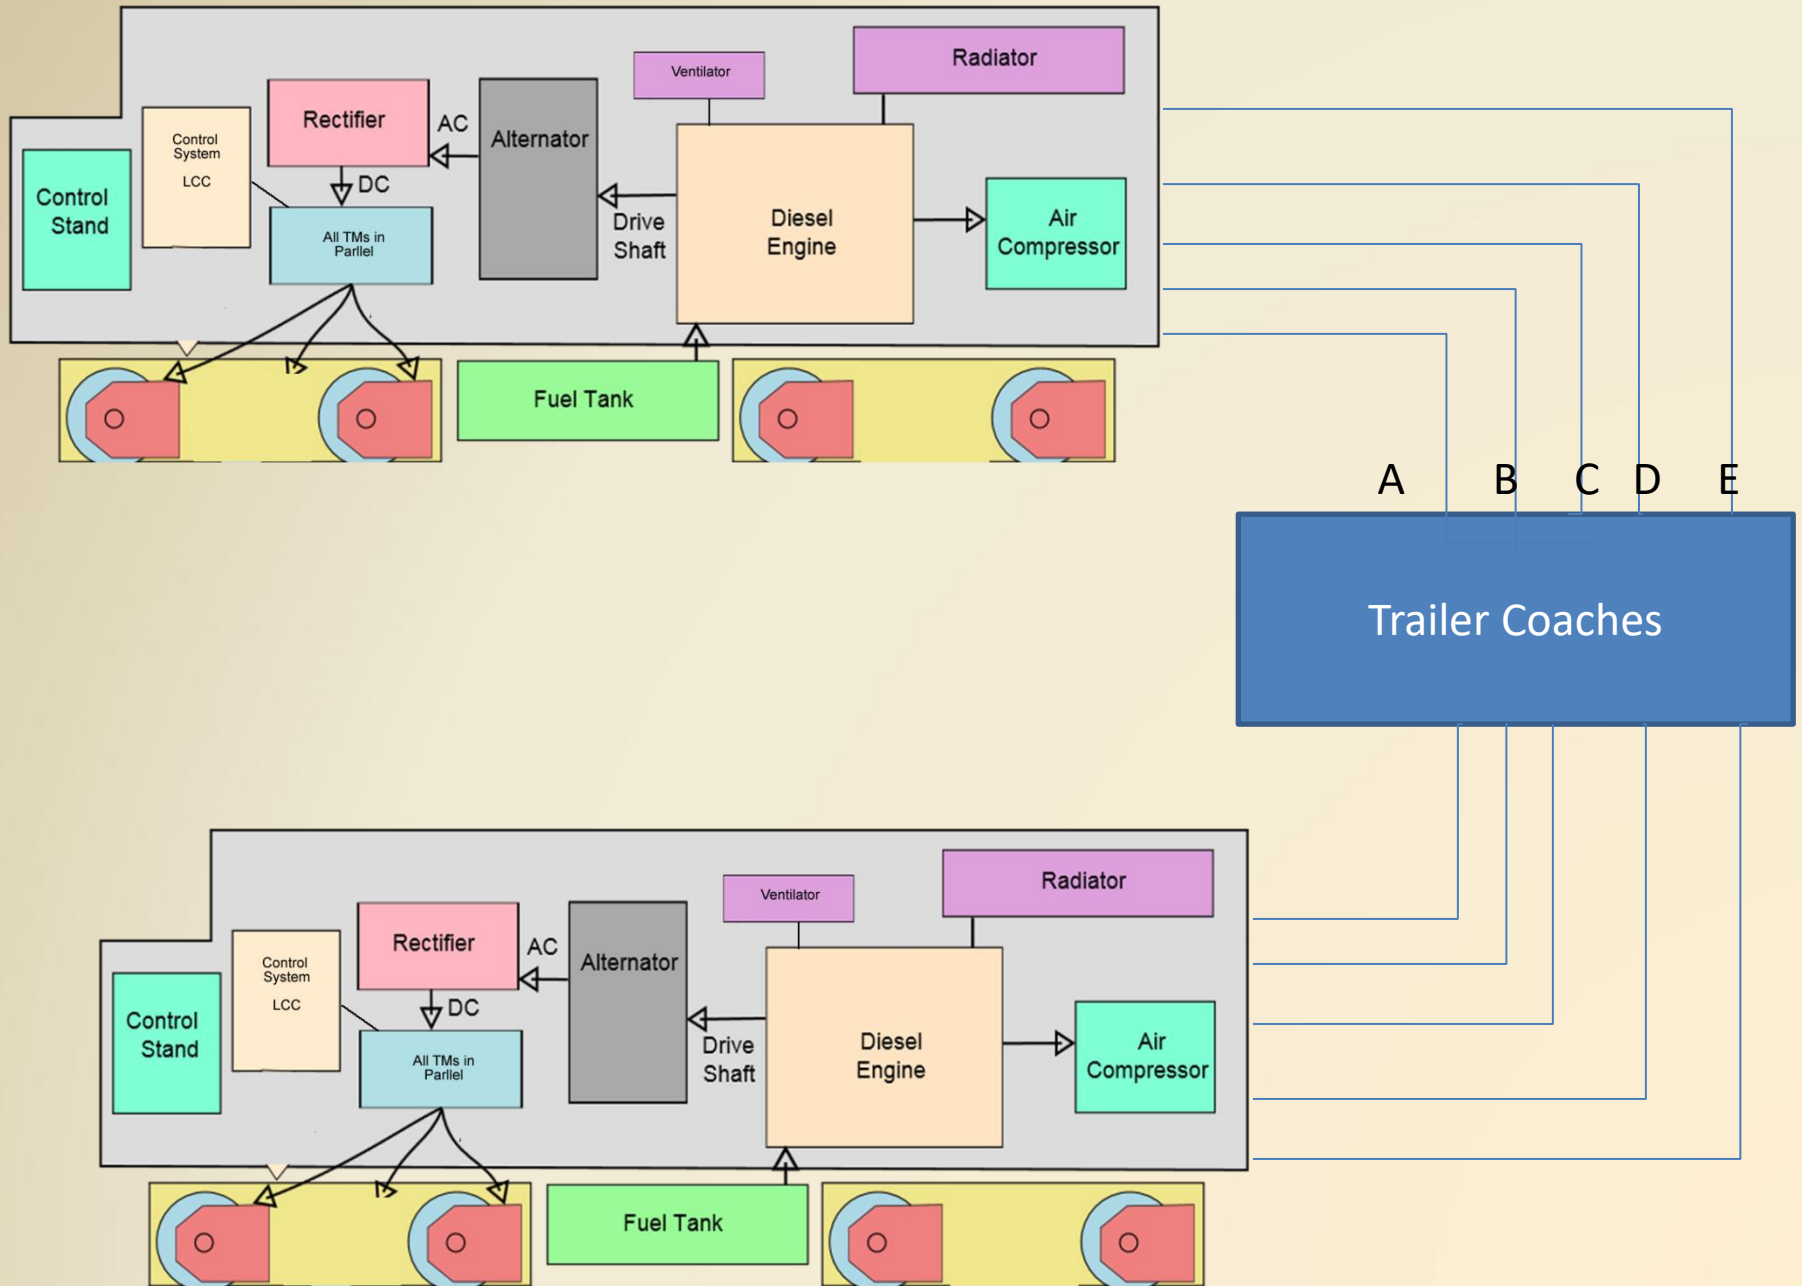 Radiator
Ventilator
Rectifier
AC
Alternator
Control
System
LCC
DC
Control
Stand
All TMs in
Parllel
Drive
Shaft
Diesel
Engine
Air
Compressor
Fuel Tank
A B C D E
Trailer Coaches
Radiator
Ventilator
Rectifier
AC
Alternator
Control
System
LCC
DC
Control
Stand
All TMs in
Parllel
Drive
Shaft
Diesel
Engine
Air
Compressor
Fuel Tank